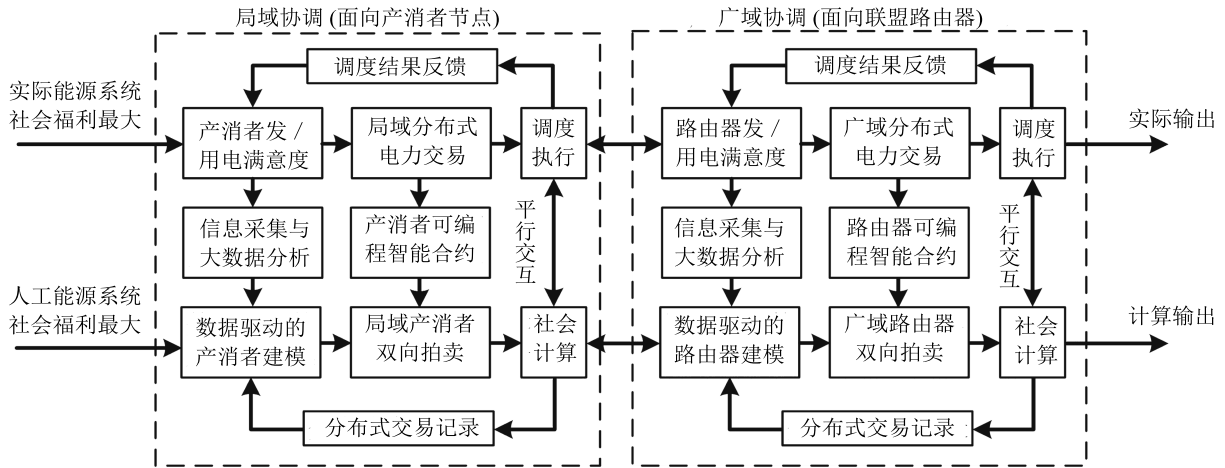 局域协调 (面向产消者节点)
广域协调 (面向联盟路由器)
调度结果反馈
调度结果反馈
实际能源系统
社会福利最大
产消者发 /
用电满意度
局域分布式
电力交易
调度
执行
路由器发 /
用电满意度
广域分布式
电力交易
调度
执行
实际输出
信息采集与
大数据分析
产消者可编
程智能合约
平行交互
信息采集与
大数据分析
路由器可编
程智能合约
平行交互
人工能源系统
社会福利最大
数据驱动的
产消者建模
局域产消者
双向拍卖
社会
计算
数据驱动的
路由器建模
广域路由器
双向拍卖
社会
计算
计算输出
分布式交易记录
分布式交易记录